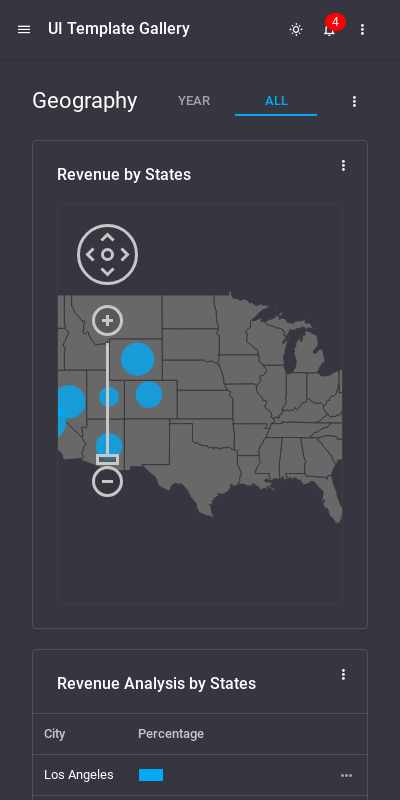 UI Template Gallery
4
Geography
YEAR
ALL
Revenue by States
Revenue Analysis by States
City Percentage
Los Angeles